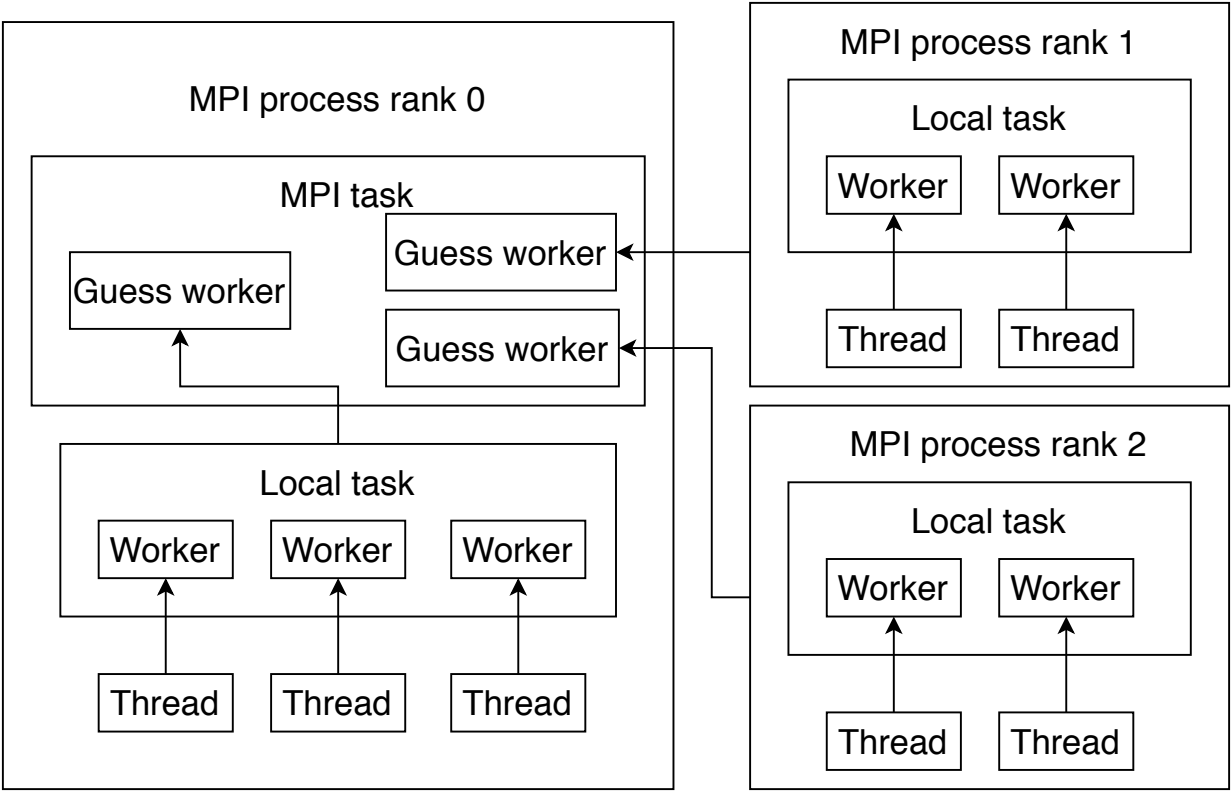 MPI process rank 0
MPI task
Guess worker
Guess worker
Guess worker
Local task
Worker
Worker
Worker
Thread
Thread
Thread
MPI process rank 1
Local task
Worker
Worker
Thread
Thread
MPI process rank 2
Local task
Worker
Worker
Thread
Thread